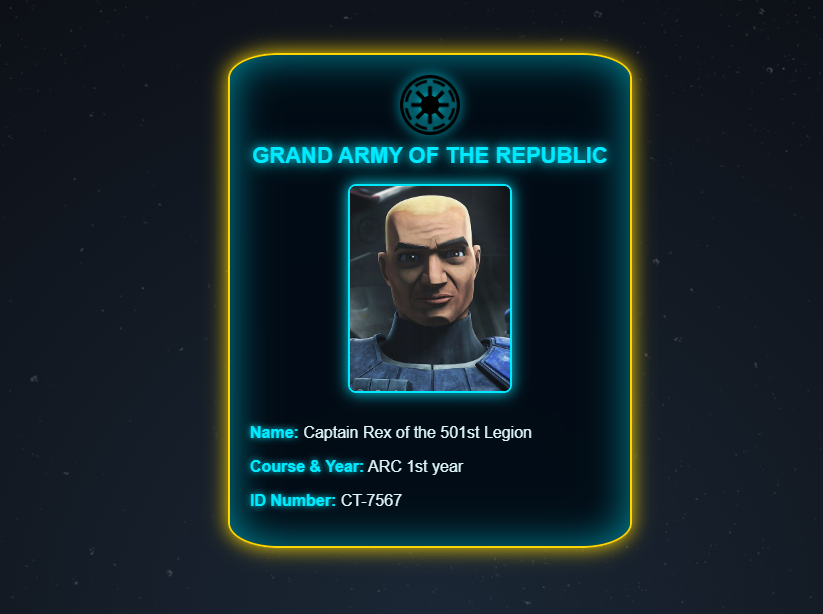 GRAND ARMY OF THE REPUBLIC
Name: Captain Rex of the 501st Legion
Course & Year: ARC 1st year
ID Number: CT-7567